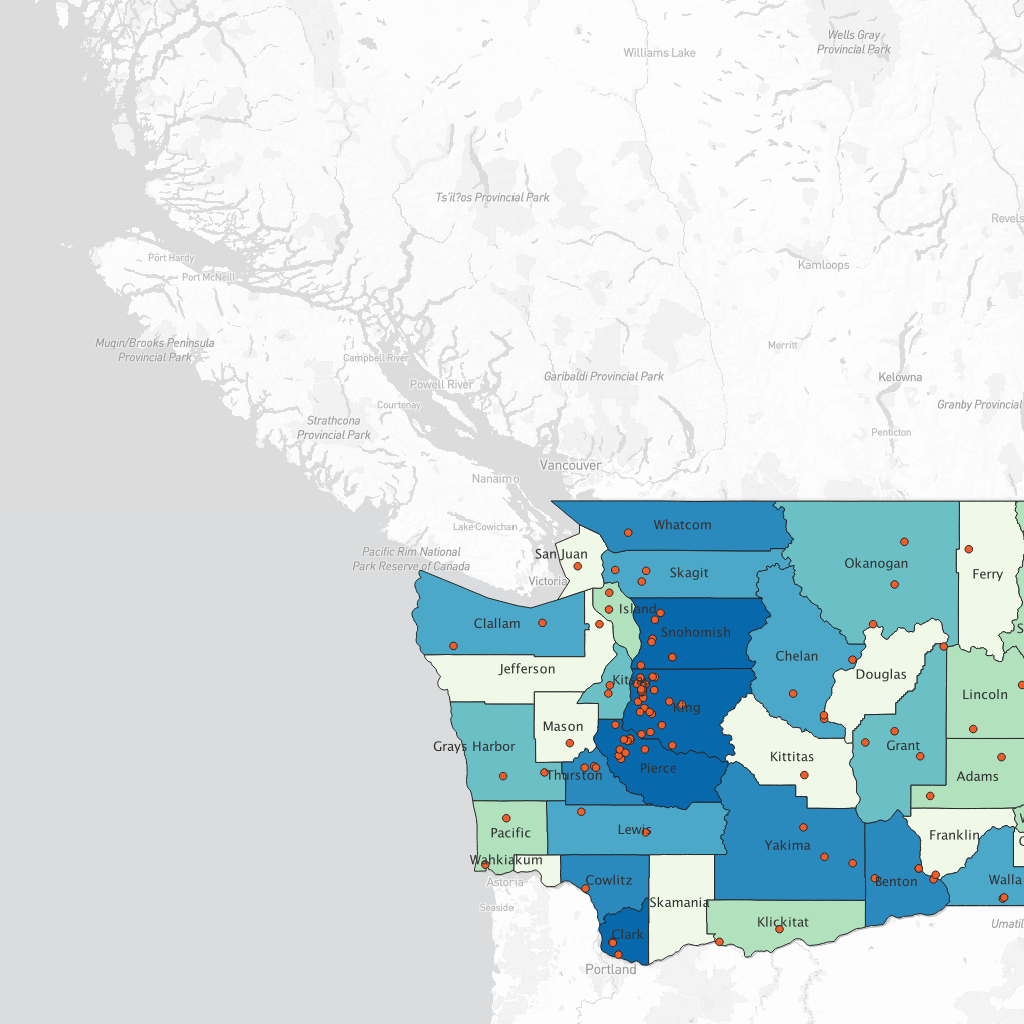 Wells Gray
Provincial Park
Williams Lake
Ts'il?os Provincial Park
Revels
Port Hardy
Kamloops
Port McNeill
Muqin/Brooks Peninsula
Provincial Park
Merritt
Campbell River
Garibaldi Provincial Park
Kelowna
Powell River
Courtenay
Granby Provincial
Strathcona
Provincial Park
Penticton
Vancouver
Nanaimo
Lake Cowichan
Whatcom
Pacific Rim National
Park Reserve of Canada
San Juan
Okanogan
Victoria
Skagit
Ferry
Island
Clallam
Snohomish
S
Jefferson
Chelan
Kitsap
Douglas
Lincoln
King
Mason
Grays Harbor
Grant
Kittitas
Pierce
Thurston
Adams
Pacific
Lewis
Franklin
Yakima
Wahkiakum
Astoria
Cowlitz
Benton
Walla
Seaside
Skamania
Klickitat
Umatil
Clark
Portland